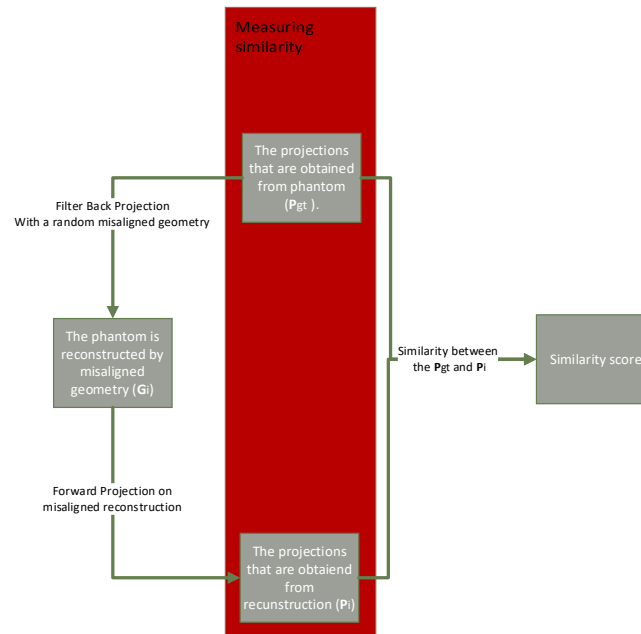 Measuring
similarity
The projections
that are obtained
from phantom
(Pgt ).
Filter Back Projection
With a random misaligned geometry
The phantom is
reconstructed by
misaligned
geometry (Gi)
Similarity between
the Pgt and Pi
Similarity score
Forward Projection on
misaligned reconstruction
The projections
that are obtaiend
from
recunstruction (Pi)